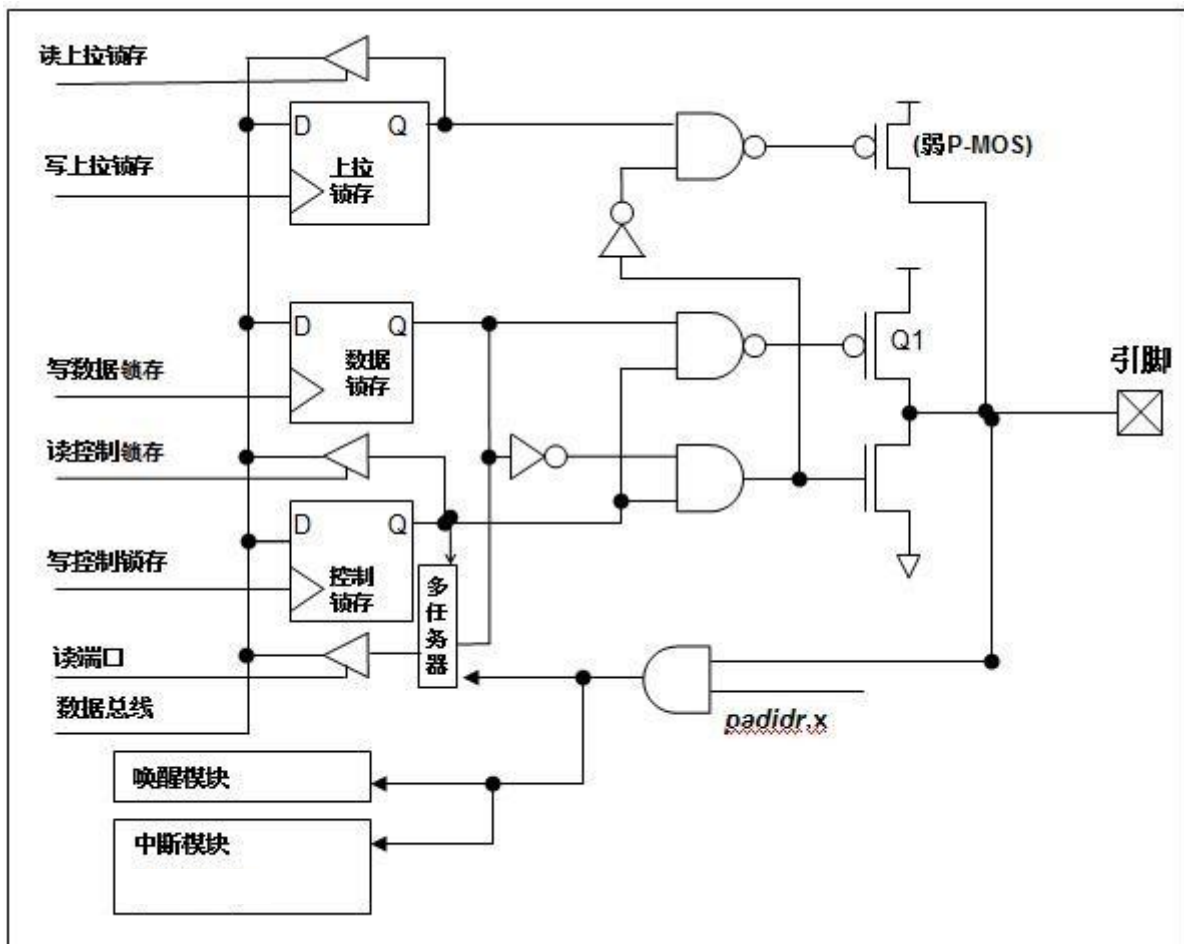 读上拉锁存
D Q
写上拉锁存
上拉
锁存
(弱P-MOS)
D Q
数据
锁存
写数据锁存
Q1
引脚
读控制锁存
D Q
写控制锁存
控制
锁存
多任务器
读端口
数据总线
padidr.x
唤醒模块
中断模块